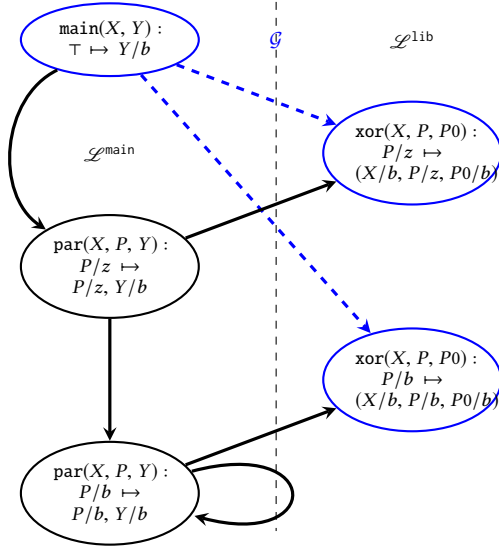 main(X, Y) :
⊤ ↦ Y/b
𝒢
ℒ^lib
xor(X, P, P0) :
P/z ↦
(X/b, P/z, P0/b)
ℒ^main
par(X, P, Y) :
P/z ↦
P/z, Y/b
xor(X, P, P0) :
P/b ↦
(X/b, P/b, P0/b)
par(X, P, Y) :
P/b ↦
P/b, Y/b